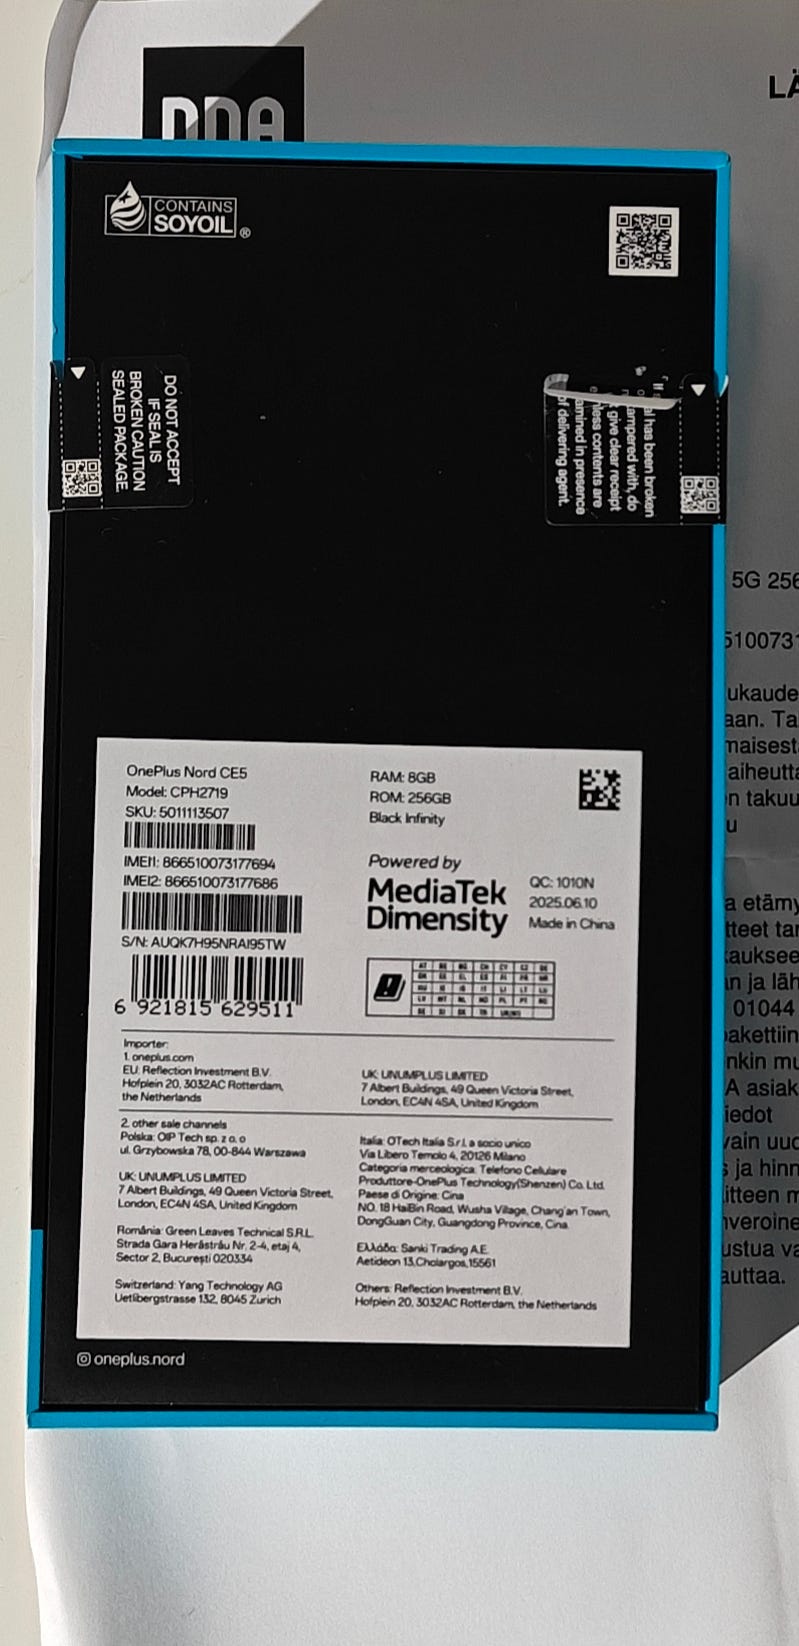 DNA
LÄ
CONTAINS
SOYOIL®
DO NOT ACCEPT
IF SEAL IS
BROKEN CAUTION
SEALED PACKAGE.
has been broken
with, do
give clear receipt
contents are
in presence
of delivering agent.
5G 256
OnePlus Nord CE5
Model: CPH2719
SKU: 5011113507
IMEI1: 866510073177694
IMEI2: 866510073177686
S/N: AUQK7H95NRAI95TW
6 921815 629511
RAM: 8GB
ROM: 256GB
Black Infinity
Powered by
MediaTek
Dimensity
QC: 1010N
2025.06.10
Made in China
Importer:
1. oneplus.com
EU: Reflection Investment B.V.
Hofplein 20, 3032AC Rotterdam,
the Netherlands
UK: UNUMPLUS LIMITED
7 Albert Buildings, 49 Queen Victoria Street,
London, EC4N 4SA, United Kingdom
2. other sale channels
Polska: OIP Tech sp. z o. o
ul. Grzybowska 78, 00-844 Warszawa
UK: UNUMPLUS LIMITED
7 Albert Buildings, 49 Queen Victoria Street,
London, EC4N 4SA, United Kingdom
România: Green Leaves Technical S.R.L.
Strada Gara Herăstrău Nr. 2-4, etaj 4,
Sector 2, București 020334
Switzerland: Yang Technology AG
Uetlibergstrasse 132, 8045 Zurich
Italia: OTech Italia S.r.l. a socio unico
Via Libero Temolo 4, 20126 Milano
Categoria merceologica: Telefono Cellulare
Produttore-OnePlus Technology(Shenzen) Co. Ltd.
Paese di Origine: Cina
NO. 18 HaiBin Road, Wusha Village, Chang'an Town,
DongGuan City, Guangdong Province, Cina.
Ελλάδα: Sanki Trading A.E.
Aetideon 13,Cholargos,15561
Others: Reflection Investment B.V.
Hofplein 20, 3032AC Rotterdam, the Netherlands
oneplus.nord
5100731
ukaude
aan. Ta
maisest
aiheutta
n takuu
u
a etämy
tteet tar
auksee
n ja läh
01044
akettiin
nkin mu
A asiak
iedot
vain uud
s ja hinn
itteen m
veroine
ustua va
auttaa.